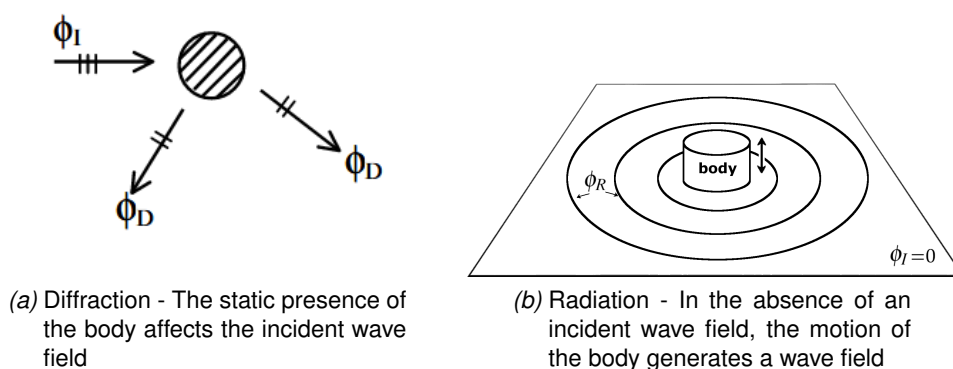 ϕI
ϕD
ϕD
(a) Diffraction - The static presence of
the body affects the incident wave
field
body
ϕR
ϕI=0
(b) Radiation - In the absence of an
incident wave field, the motion of
the body generates a wave field